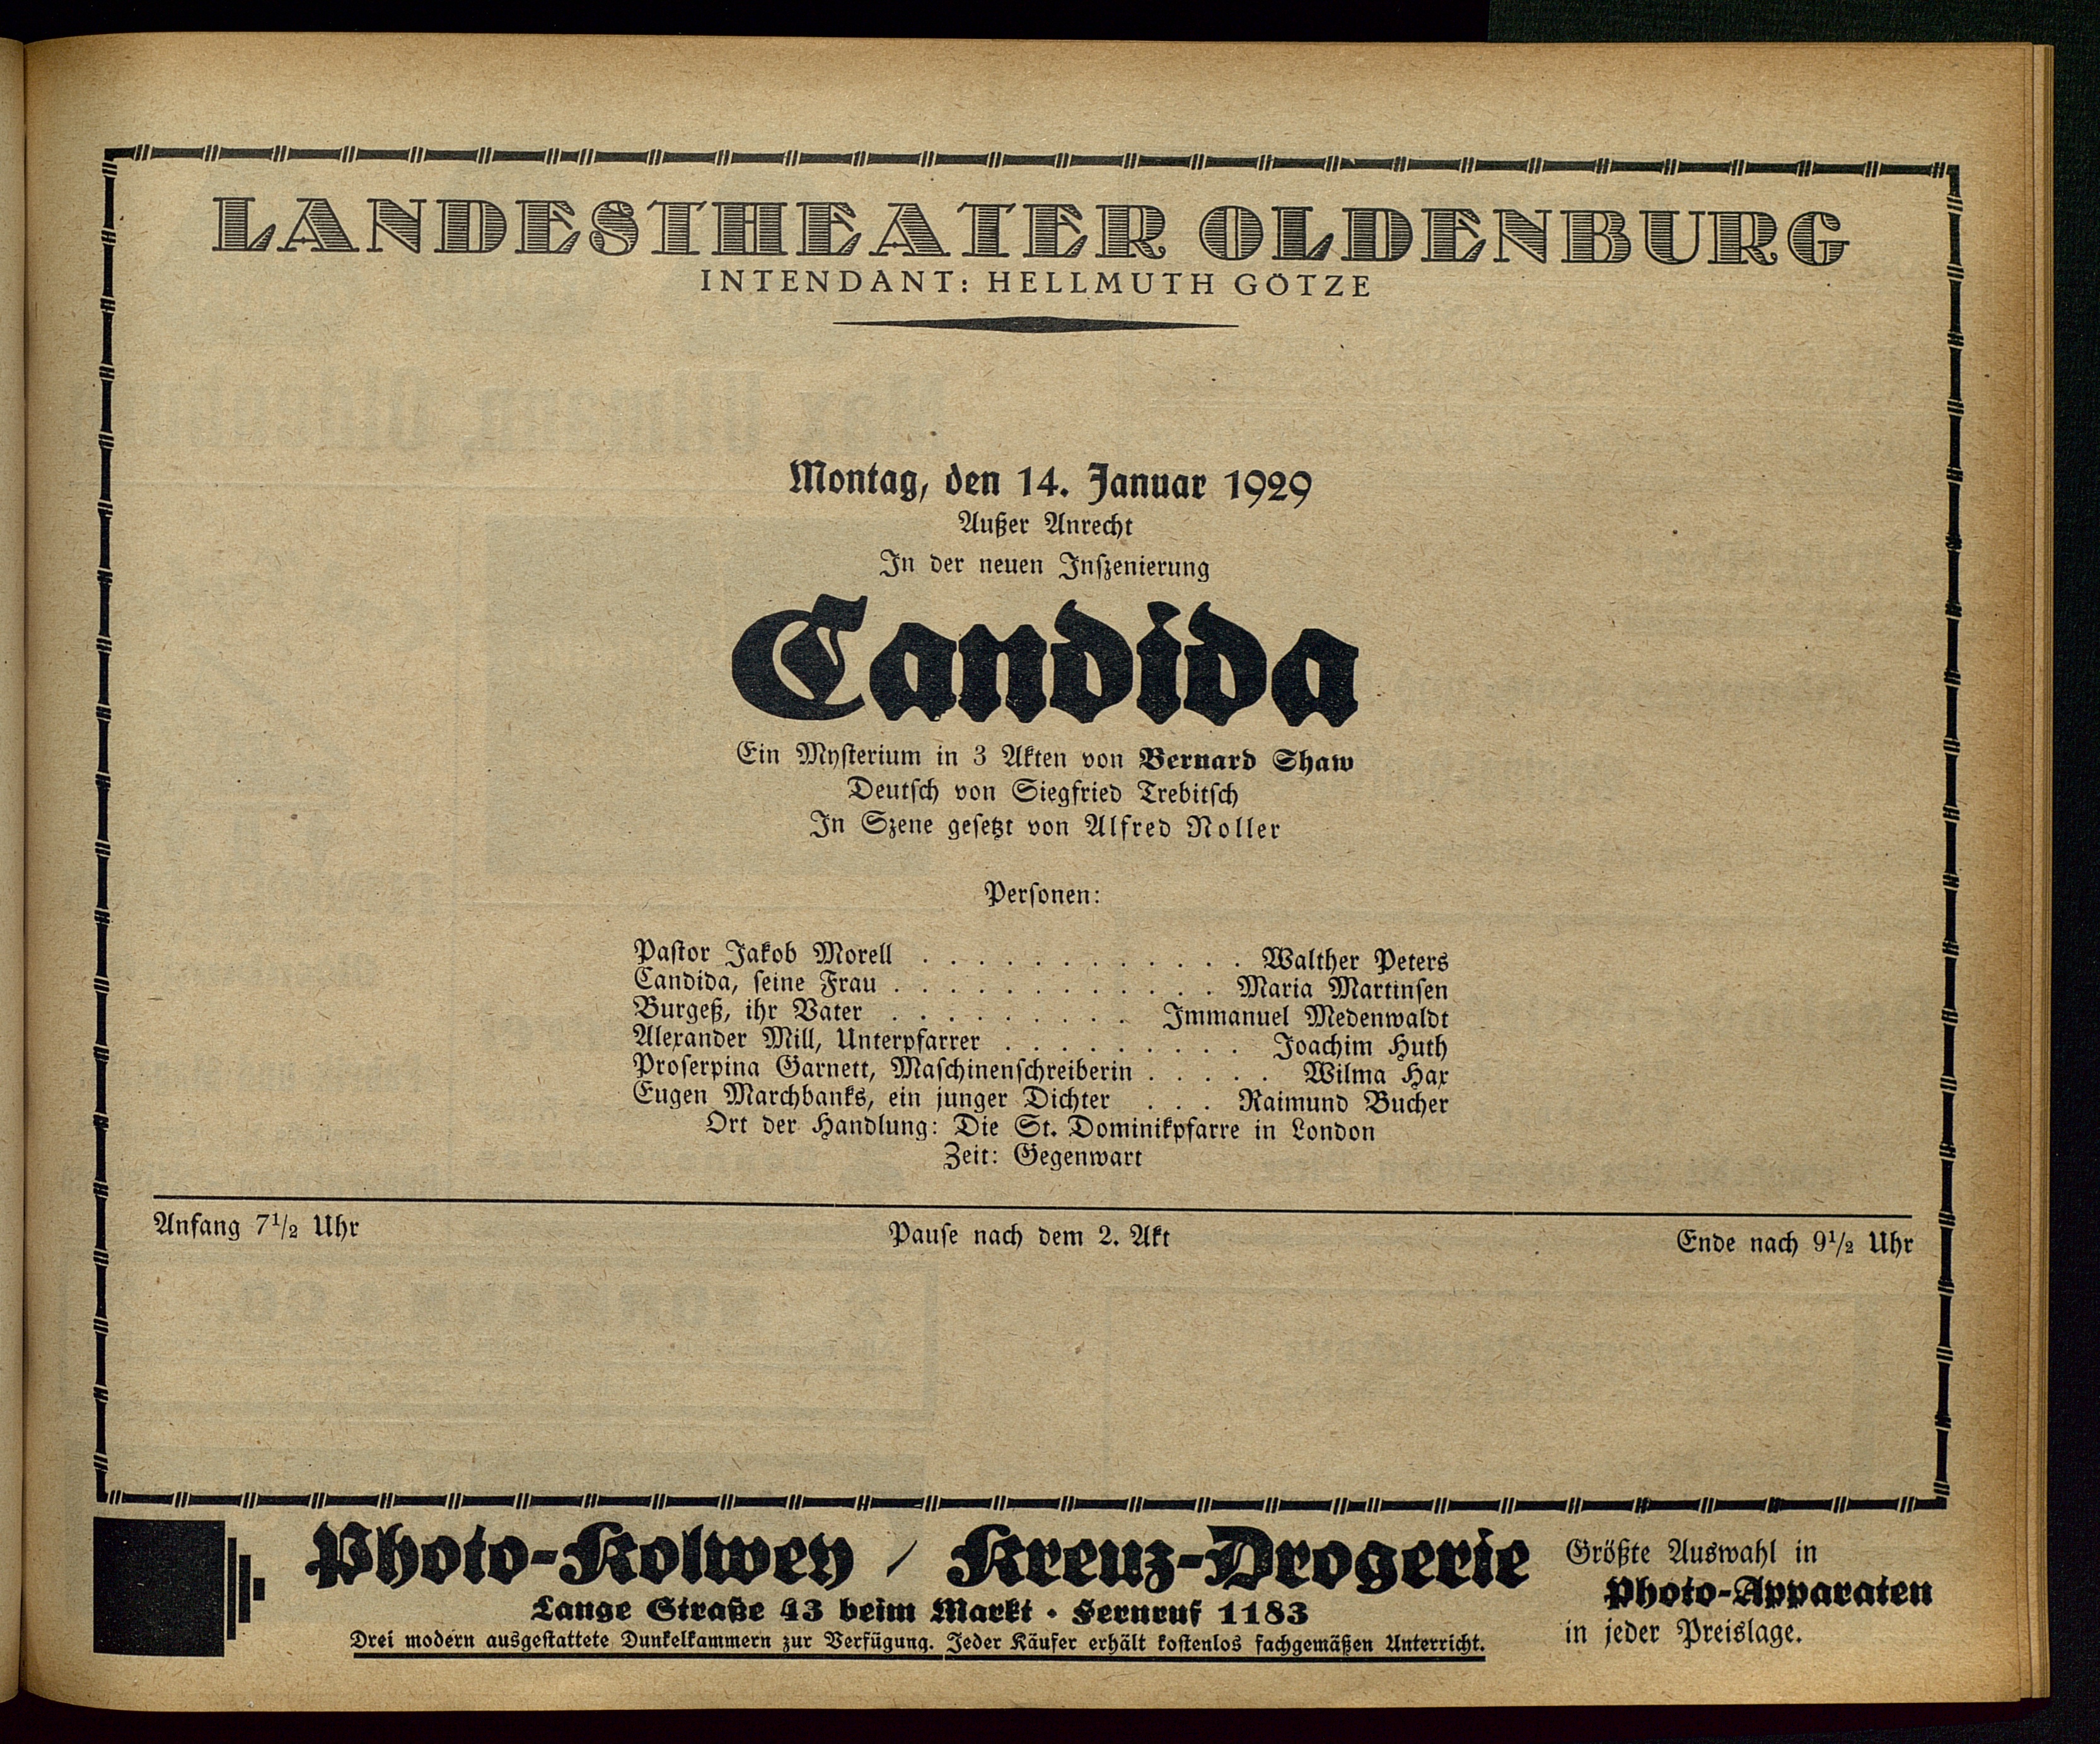 LANDESTHEATER OLDENBURG
INTENDANT: HELLMUTH GÖTZE
Montag, den 14. Januar 1929
Außer Anrecht
In der neuen Inszenierung
Candida
Ein Mysterium in 3 Akten von Bernard Shaw
Deutsch von Siegfried Trebitsch
In Szene gesetzt von Alfred Noller
Personen:
Pastor Jakob Morell . . . . . . . . . . . . Walther Peters
Candida, seine Frau . . . . . . . . . . . . Maria Martinsen
Burgeß, ihr Vater . . . . . . . . . Immanuel Medenwaldt
Alexander Mill, Unterpfarrer . . . . . . . . . Joachim Huth
Proserpina Garnett, Maschinenschreiberin . . . . . Wilma Hax
Eugen Marchbanks, ein junger Dichter . . . Raimund Bucher
Ort der Handlung: Die St. Dominikpfarre in London
Zeit: Gegenwart
Anfang 7½ Uhr Pause nach dem 2. Akt Ende nach 9½ Uhr
Photo-Kolwey / Kreuz-Drogerie
Lange Straße 43 beim Markt · Fernruf 1183
Drei modern ausgestattete Dunkelkammern zur Verfügung. Jeder Käufer erhält kostenlos fachgemäßen Unterricht.
Größte Auswahl in
Photo-Apparaten
in jeder Preislage.